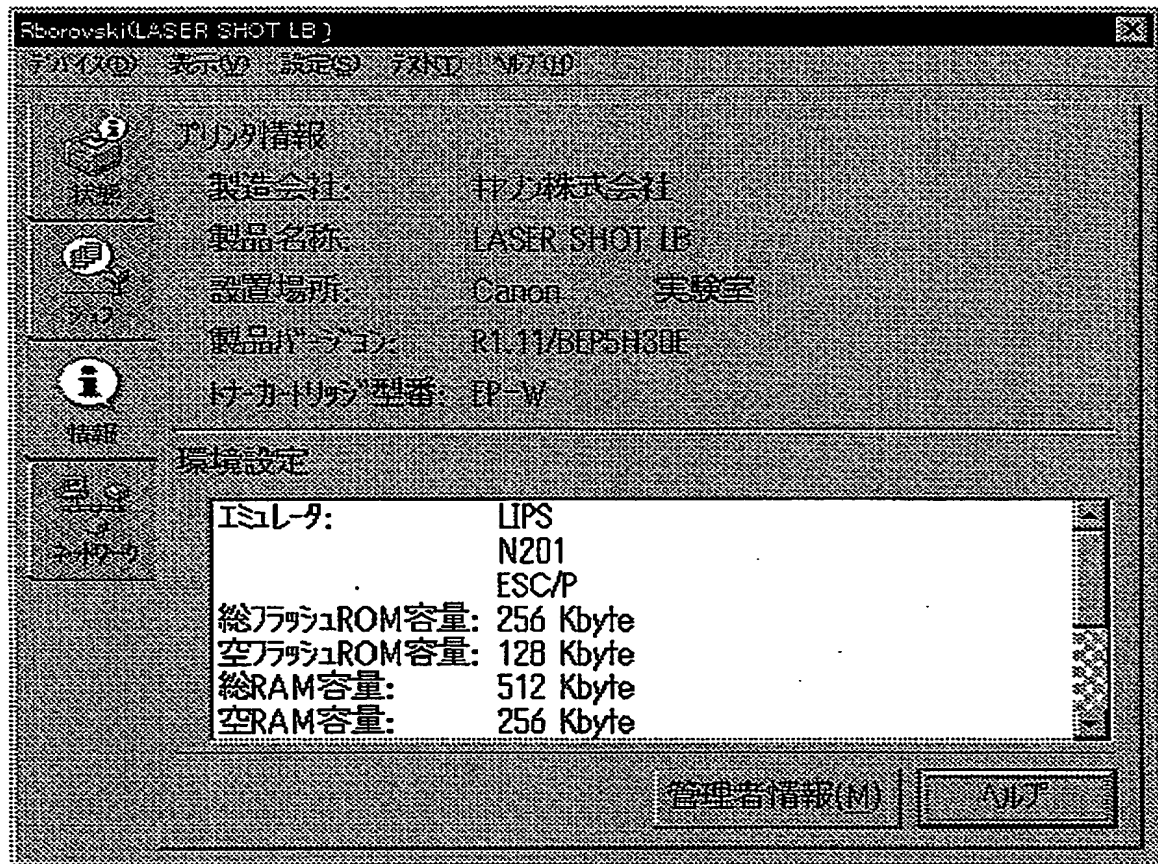 Rborovski(LASER SHOT LB )
デバイス(D) 表示(V) 設定(S) テスト(T) ヘルプ(H)
状態
ジョブ
情報
ネットワーク
プリンタ情報
製造会社: キヤノン株式会社
製品名称: LASER SHOT LB
設置場所: Canon 実験室
製品バージョン: R1.11/BEP5H30E
トナーカートリッジ型番: EP-W
環境設定
エミュレータ: LIPS
N201
ESC/P
総フラッシュROM容量: 256 Kbyte
空フラッシュROM容量: 128 Kbyte
総RAM容量: 512 Kbyte
空RAM容量: 256 Kbyte
管理者情報(M) ヘルプ